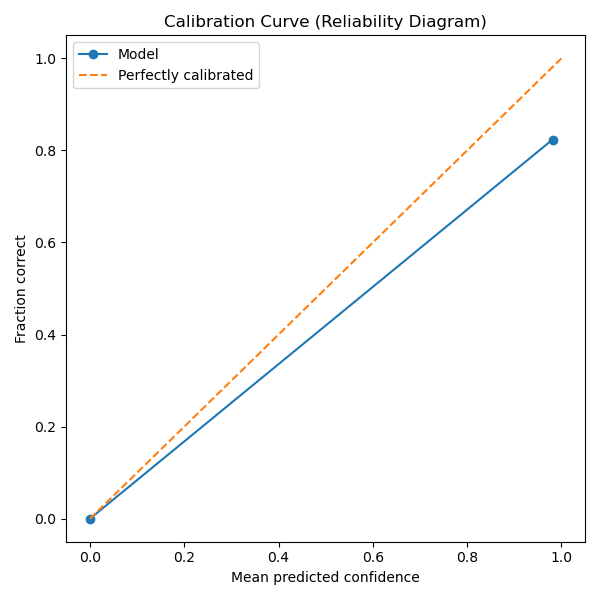 Calibration Curve (Reliability Diagram)
Model
Perfectly calibrated
1.0
0.8
0.6
0.4
0.2
0.0
Fraction correct
0.0 0.2 0.4 0.6 0.8 1.0
Mean predicted confidence